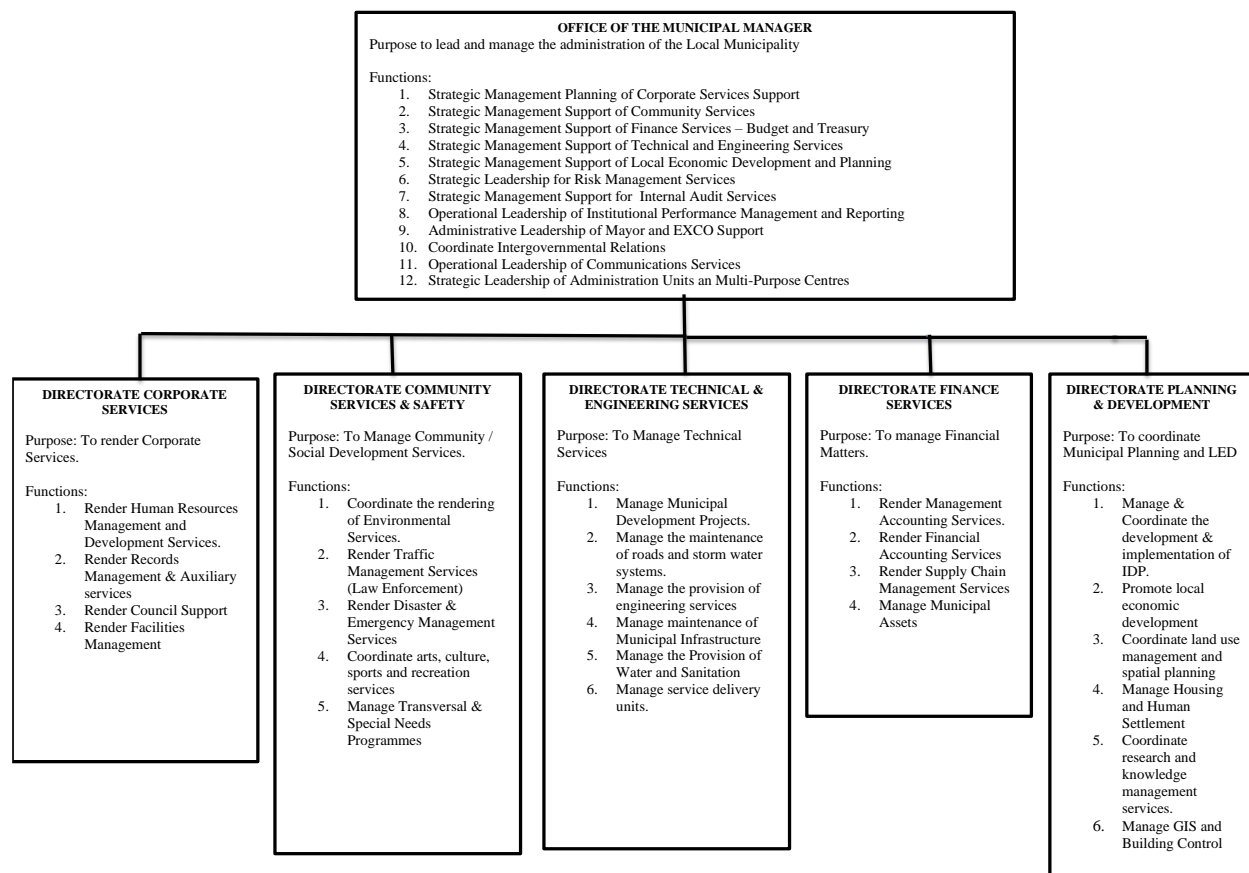 OFFICE OF THE MUNICIPAL MANAGER
Purpose to lead and manage the administration of the Local Municipality
Functions:
1. Strategic Management Planning of Corporate Services Support
2. Strategic Management Support of Community Services
3. Strategic Management Support of Finance Services – Budget and Treasury
4. Strategic Management Support of Technical and Engineering Services
5. Strategic Management Support of Local Economic Development and Planning
6. Strategic Leadership for Risk Management Services
7. Strategic Management Support for Internal Audit Services
8. Operational Leadership of Institutional Performance Management and Reporting
9. Administrative Leadership of Mayor and EXCO Support
10. Coordinate Intergovernmental Relations
11. Operational Leadership of Communications Services
12. Strategic Leadership of Administration Units an Multi-Purpose Centres
DIRECTORATE CORPORATE
SERVICES
Purpose: To render Corporate
Services.
Functions:
1. Render Human Resources
Management and
Development Services.
2. Render Records
Management & Auxiliary
services
3. Render Council Support
4. Render Facilities
Management
DIRECTORATE COMMUNITY
SERVICES & SAFETY
Purpose: To Manage Community /
Social Development Services.
Functions:
1. Coordinate the rendering
of Environmental
Services.
2. Render Traffic
Management Services
(Law Enforcement)
3. Render Disaster &
Emergency Management
Services
4. Coordinate arts, culture,
sports and recreation
services
5. Manage Transversal &
Special Needs
Programmes
DIRECTORATE TECHNICAL &
ENGINEERING SERVICES
Purpose: To Manage Technical
Services
Functions:
1. Manage Municipal
Development Projects.
2. Manage the maintenance
of roads and storm water
systems.
3. Manage the provision of
engineering services
4. Manage maintenance of
Municipal Infrastructure
5. Manage the Provision of
Water and Sanitation
6. Manage service delivery
units.
DIRECTORATE FINANCE
SERVICES
Purpose: To manage Financial
Matters.
Functions:
1. Render Management
Accounting Services.
2. Render Financial
Accounting Services
3. Render Supply Chain
Management Services
4. Manage Municipal
Assets
DIRECTORATE PLANNING
& DEVELOPMENT
Purpose: To coordinate
Municipal Planning and LED
Functions:
1. Manage &
Coordinate the
development &
implementation of
IDP.
2. Promote local
economic
development
3. Coordinate land use
management and
spatial planning
4. Manage Housing
and Human
Settlement
5. Coordinate
research and
knowledge
management
services.
6. Manage GIS and
Building Control